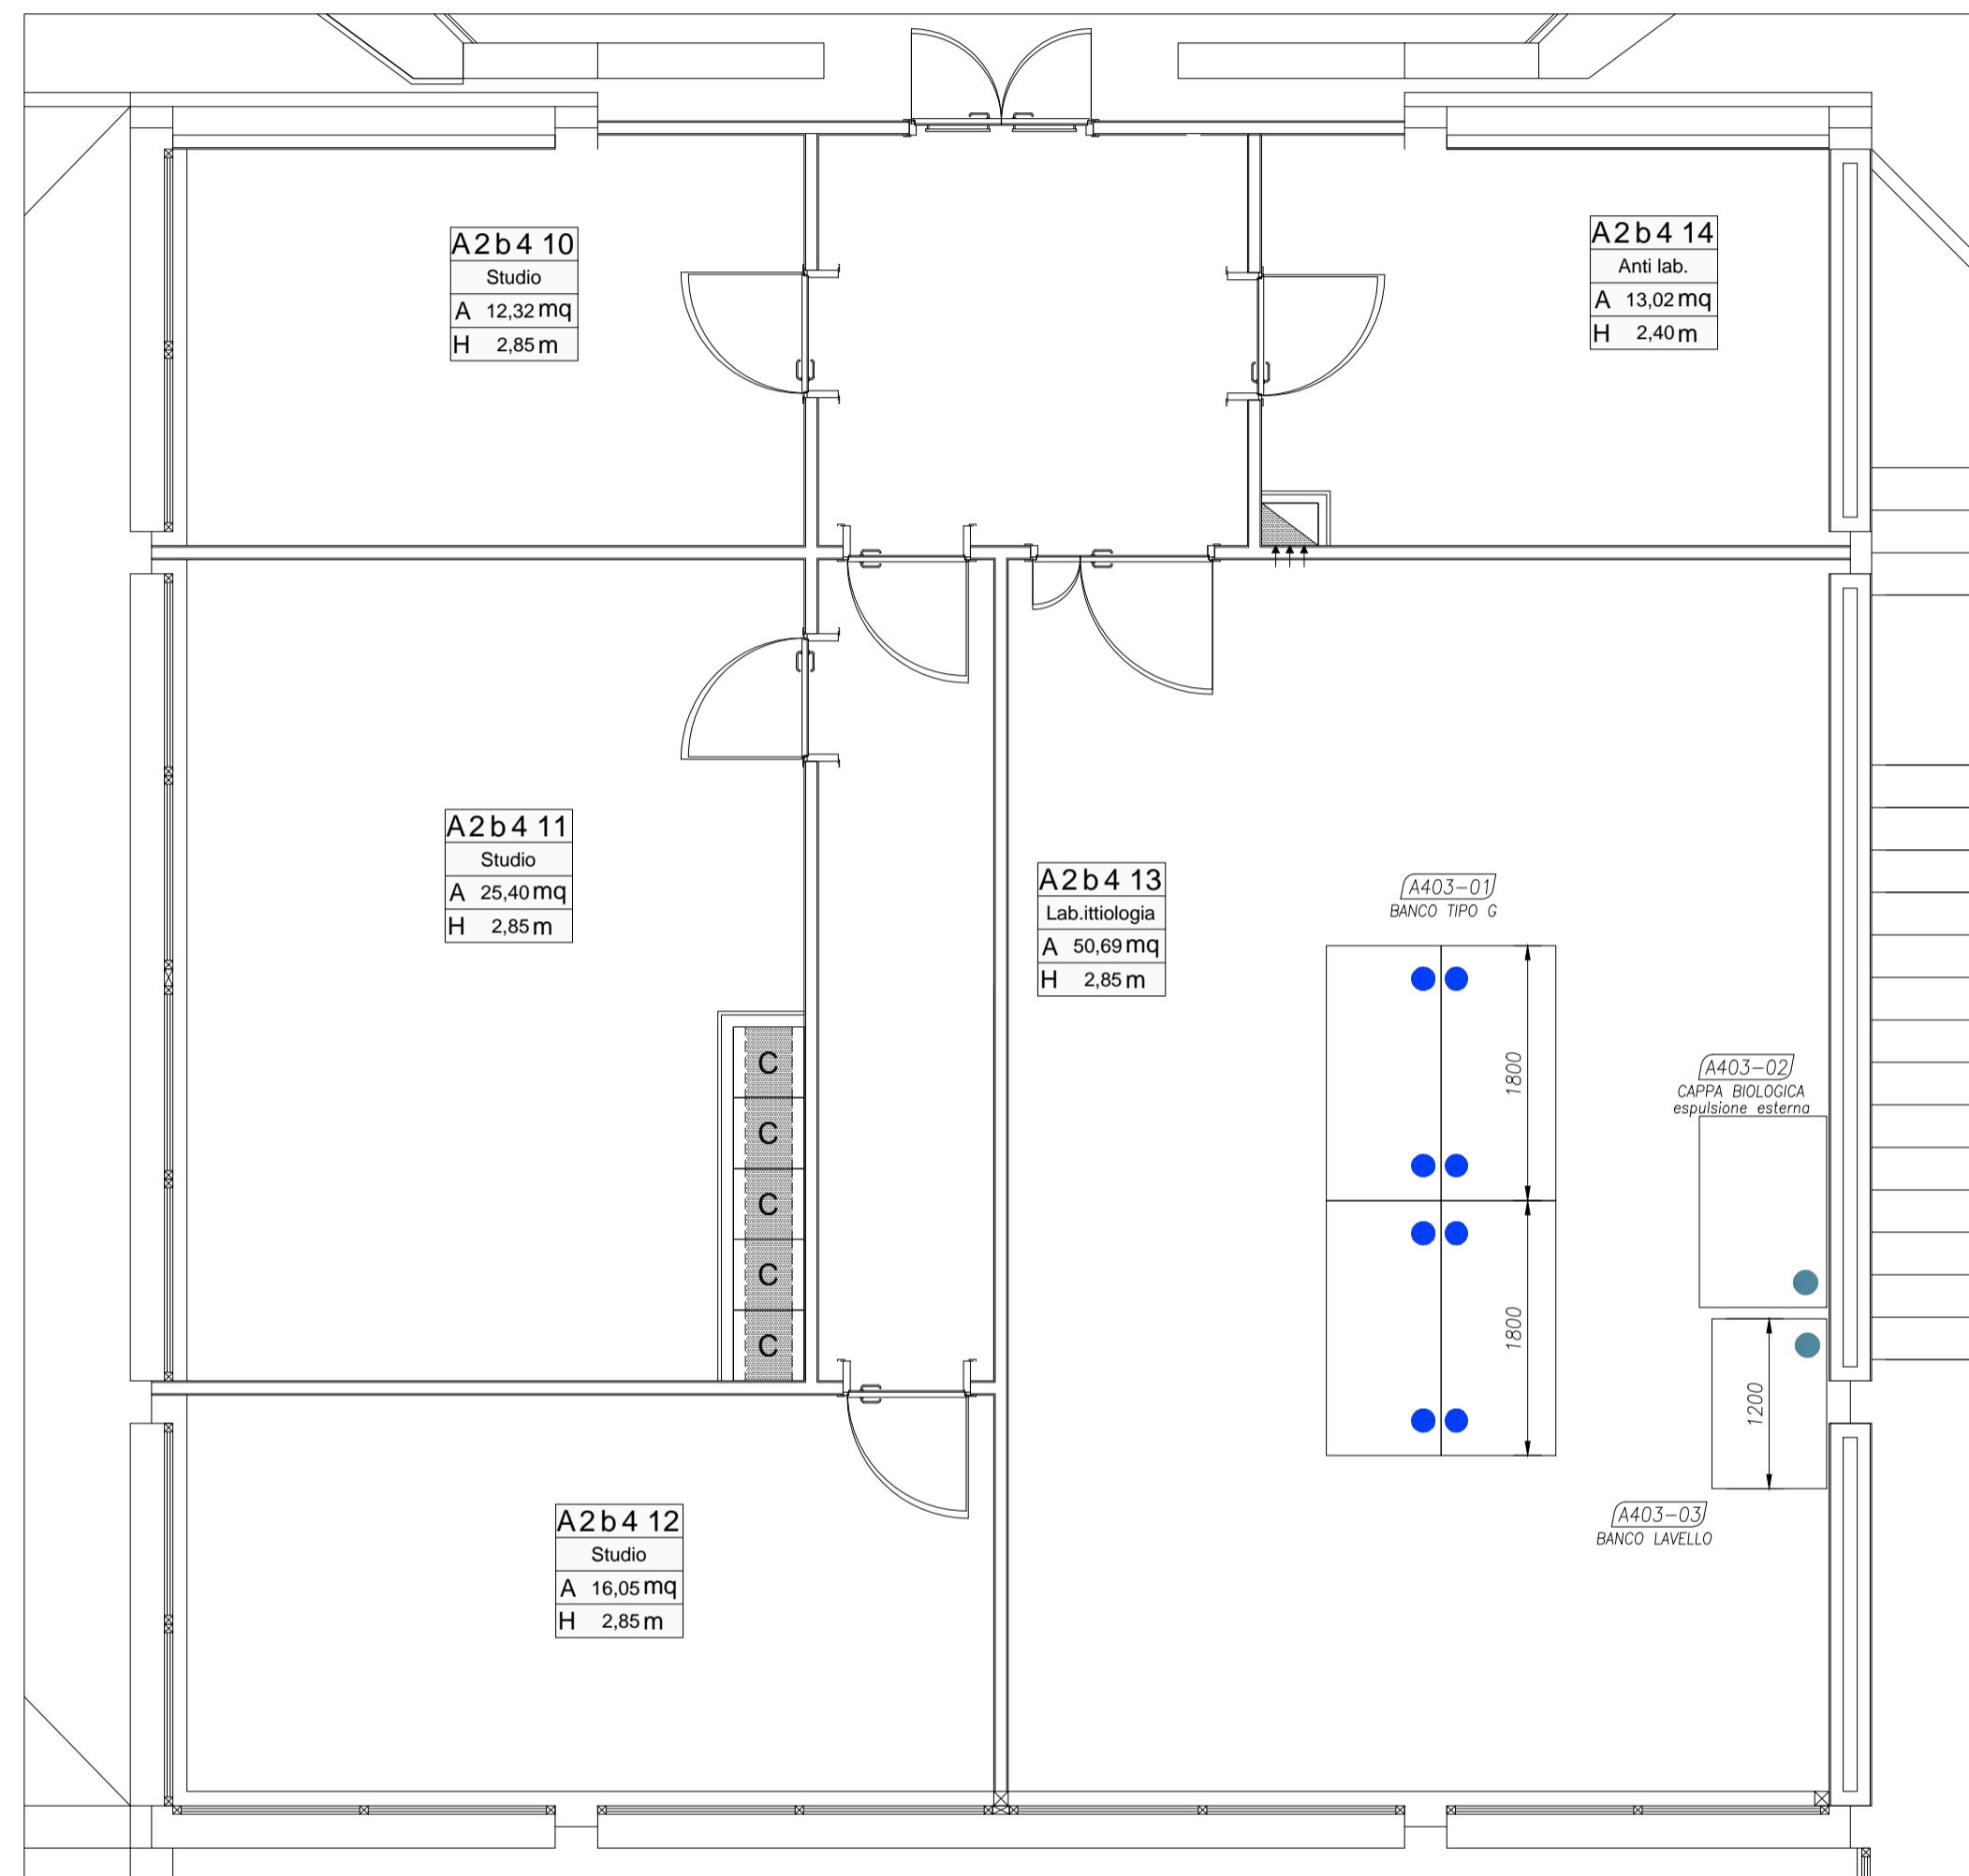 A2b4 10
Studio
A 12,32 mq
H 2,85 m
A2b4 14
Anti lab.
A 13,02 mq
H 2,40 m
A2b4 11
Studio
A 25,40 mq
H 2,85 m
A2b4 13
Lab.ittiologia
A 50,69 mq
H 2,85 m
A403-01
BANCO TIPO G
1800
1800
A403-02
CAPPA BIOLOGICA
espulsione esterna
1200
A403-03
BANCO LAVELLO
C
C
C
C
C
A2b4 12
Studio
A 16,05 mq
H 2,85 m